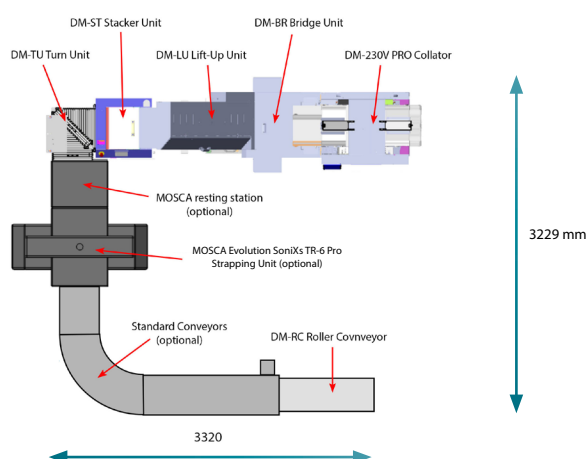 DM-ST Stacker Unit
DM-BR Bridge Unit
DM-TU Turn Unit
DM-LU Lift-Up Unit
DM-230V PRO Collator
MOSCA resting station
(optional)
3229 mm
MOSCA Evolution SoniXs TR-6 Pro
Strapping Unit (optional)
Standard Conveyors
(optional)
DM-RC Roller Covnveyor
3320